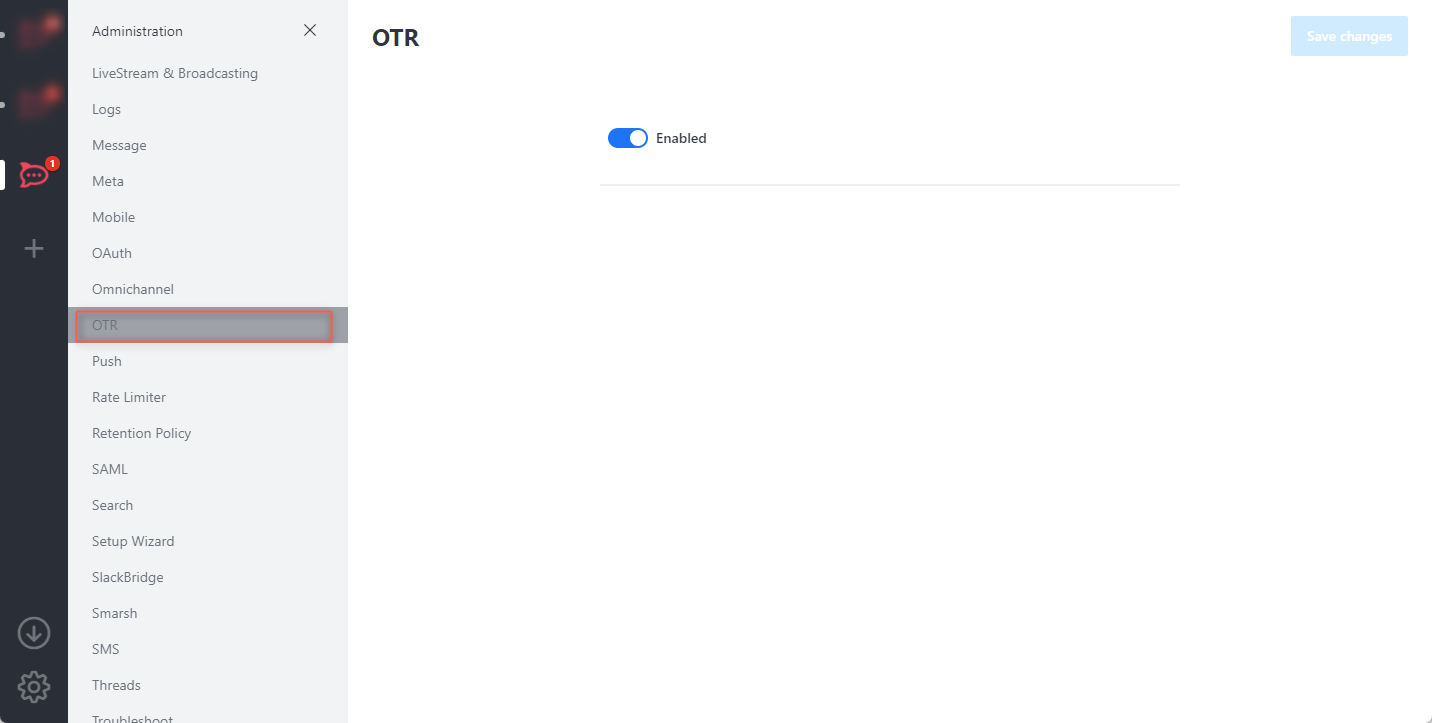 1
Administration
LiveStream & Broadcasting
Logs
Message
Meta
Mobile
OAuth
Omnichannel
OTR
Push
Rate Limiter
Retention Policy
SAML
Search
Setup Wizard
SlackBridge
Smarsh
SMS
Threads
Troubleshoot
OTR
Save changes
Enabled